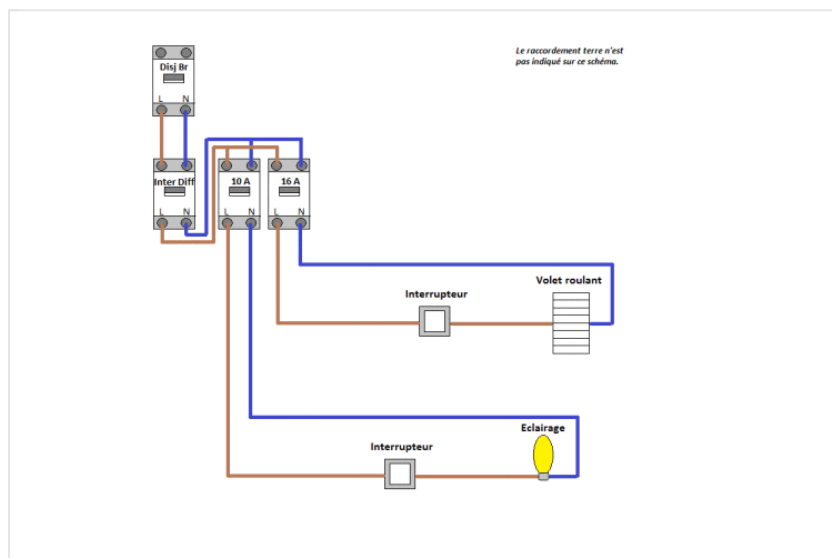 Le raccordement terre n'est
pas indiqué sur ce schéma.
Disj Br
L N
Inter Diff
10 A
16 A
L N
L N
L N
Volet roulant
Interrupteur
Eclairage
Interrupteur